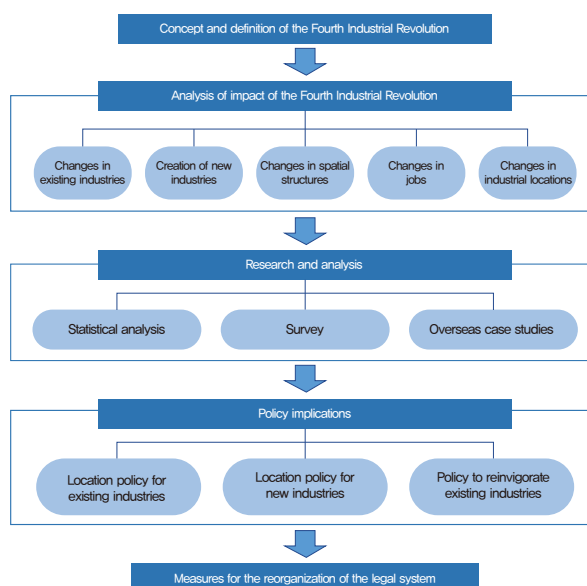 Concept and definition of the Fourth Industrial Revolution
Analysis of impact of the Fourth Industrial Revolution
Changes in
existing industries
Creation of new
industries
Changes in spatial
structures
Changes in
jobs
Changes in
industrial locations
Research and analysis
Statistical analysis
Survey
Overseas case studies
Policy implications
Location policy for
existing industries
Location policy for
new industries
Policy to reinvigorate
existing industries
Measures for the reorganization of the legal system